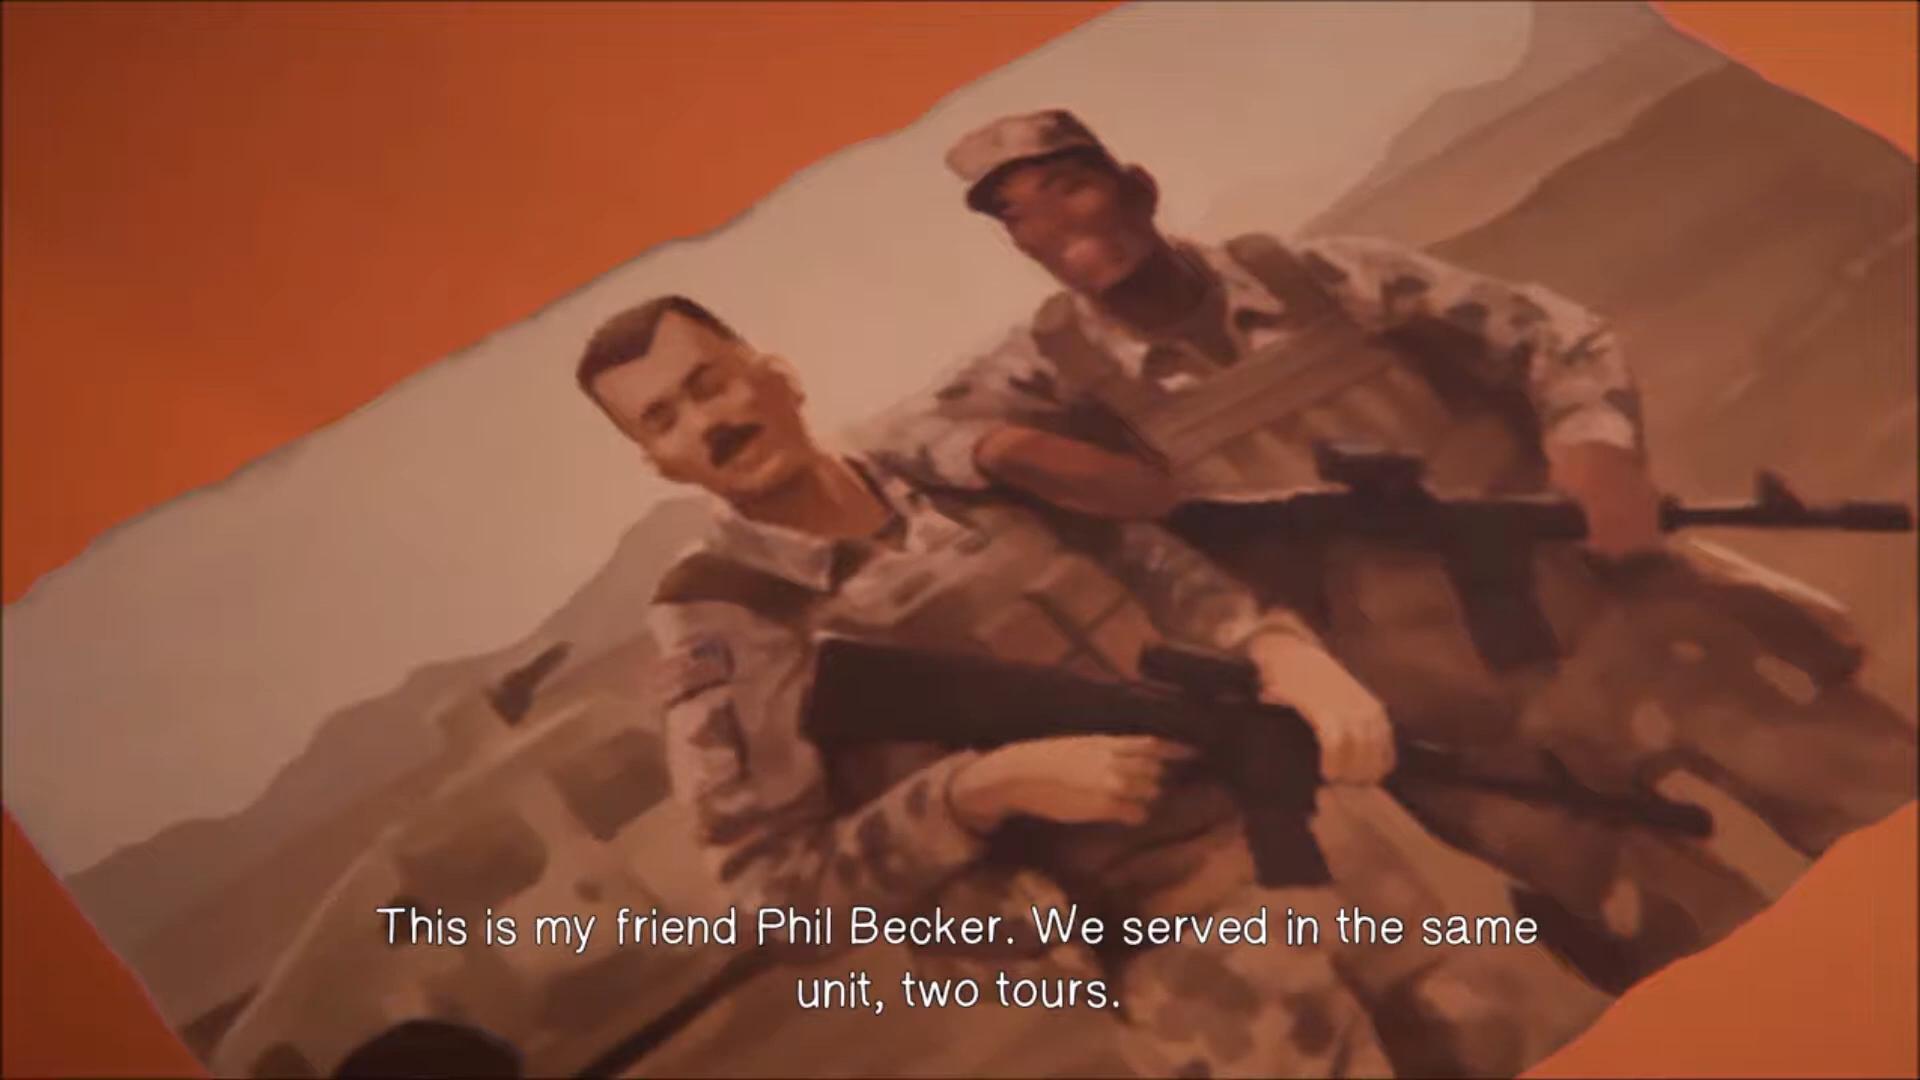 This is my friend Phil Becker. We served in the same
unit, two tours.